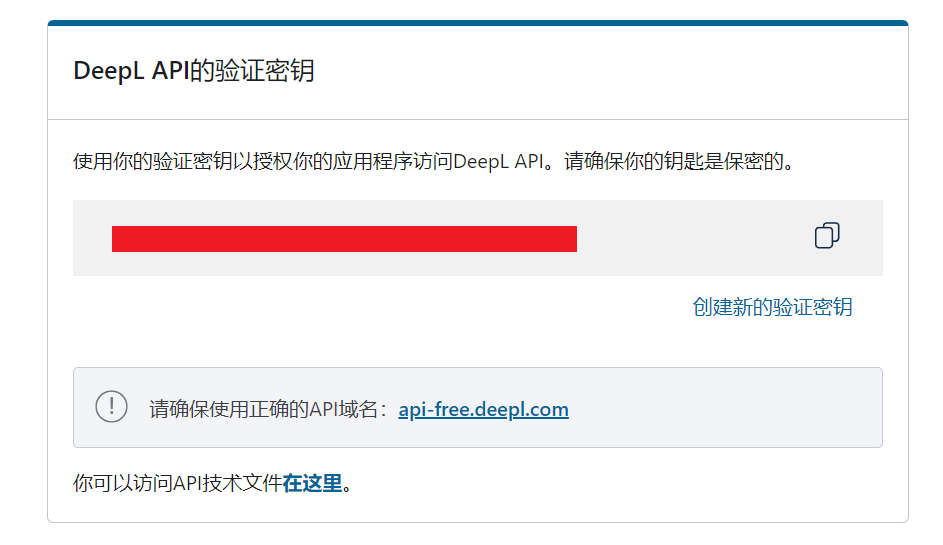 DeepL API的验证密钥
使用你的验证密钥以授权你的应用程序访问DeepL API。请确保你的钥匙是保密的。
创建新的验证密钥
请确保使用正确的API域名：api-free.deepl.com
你可以访问API技术文件在这里。